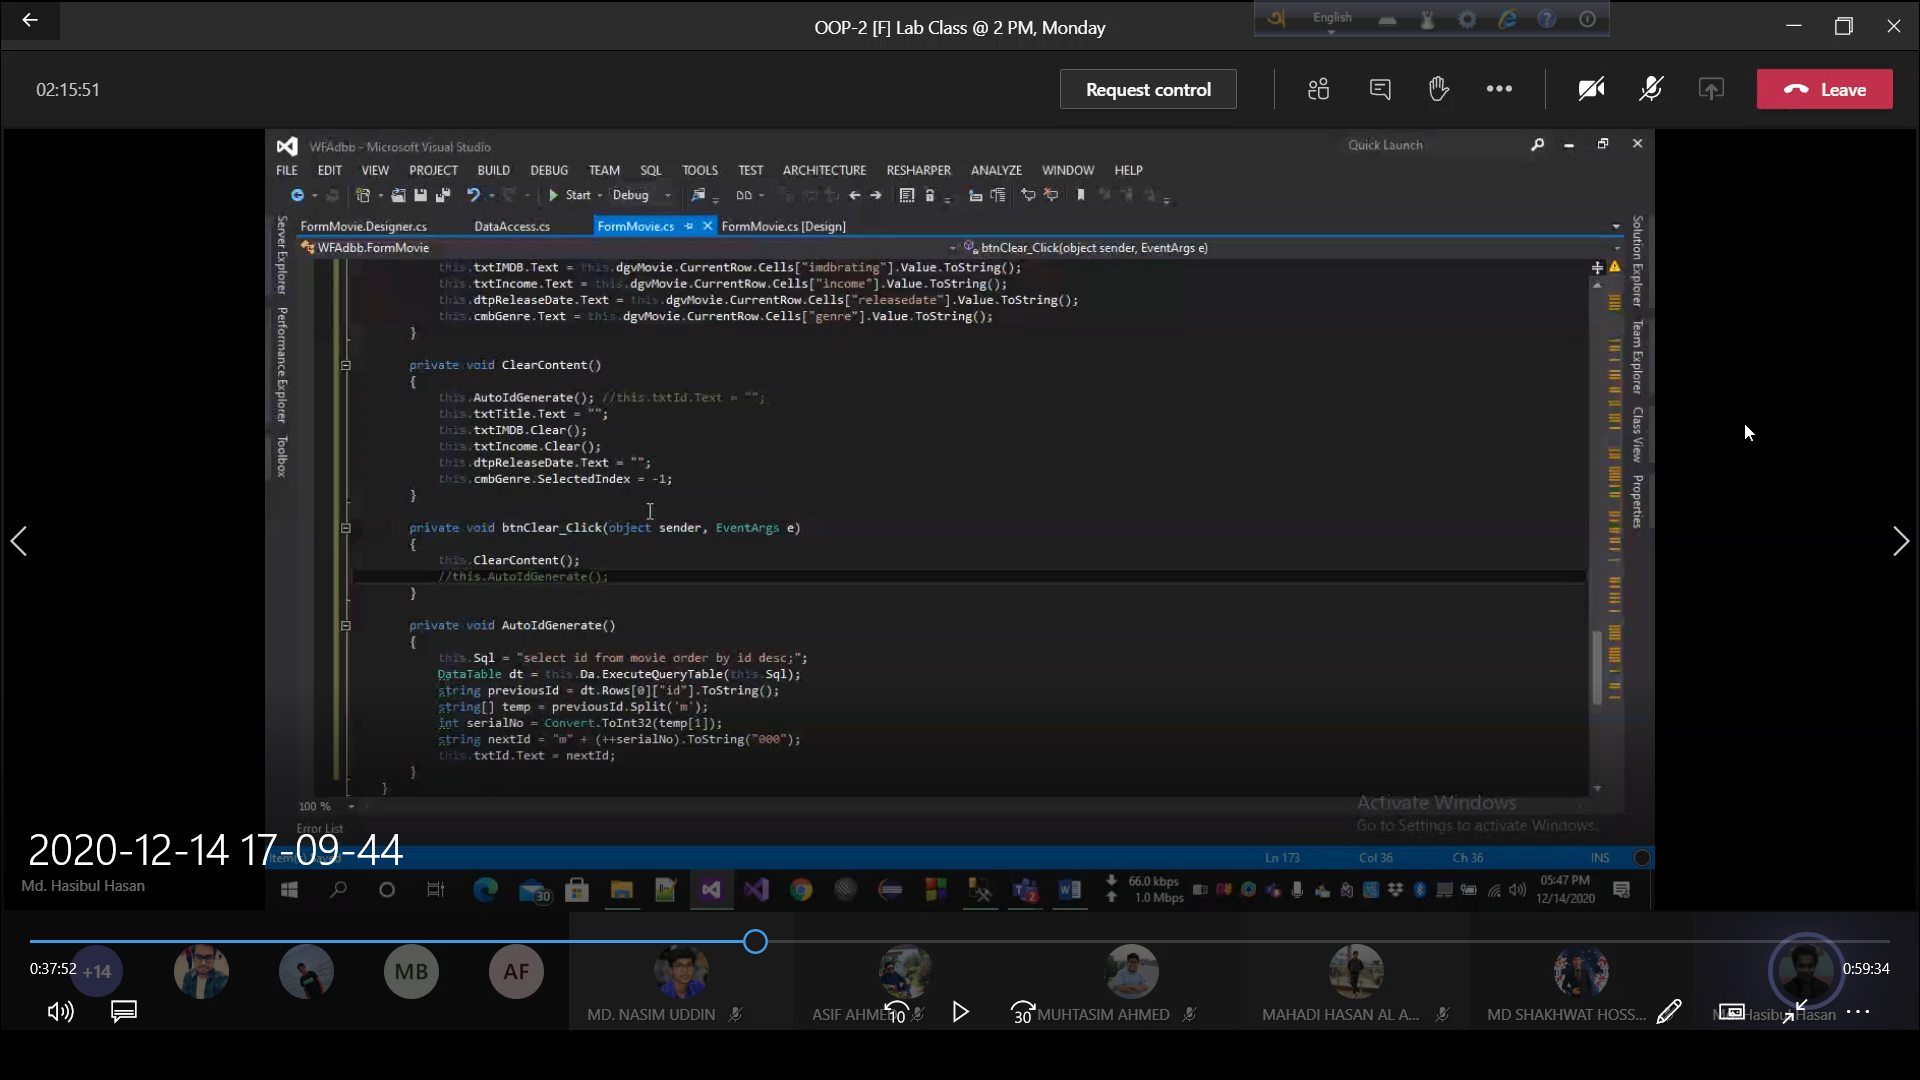 OOP-2 [F] Lab Class @ 2 PM, Monday
English
02:15:51
Request control
Leave
WFAdbb - Microsoft Visual Studio
Quick Launch
FILE EDIT VIEW PROJECT BUILD DEBUG TEAM SQL TOOLS TEST ARCHITECTURE RESHARPER ANALYZE WINDOW HELP
Start Debug
FormMovie.Designer.cs DataAccess.cs FormMovie.cs FormMovie.cs [Design]
WFAdbb.FormMovie btnClear_Click(object sender, EventArgs e)
Server Explorer
Performance Explorer
Toolbox
Solution Explorer
Team Explorer
Class View
Properties
this.txtIMDB.Text = this.dgvMovie.CurrentRow.Cells["imdbrating"].Value.ToString();
this.txtIncome.Text = this.dgvMovie.CurrentRow.Cells["income"].Value.ToString();
this.dtpReleaseDate.Text = this.dgvMovie.CurrentRow.Cells["releasedate"].Value.ToString();
this.cmbGenre.Text = this.dgvMovie.CurrentRow.Cells["genre"].Value.ToString();
}
private void ClearContent()
{
this.AutoIdGenerate(); //this.txtId.Text = "";
this.txtTitle.Text = "";
this.txtIMDB.Clear();
this.txtIncome.Clear();
this.dtpReleaseDate.Text = "";
this.cmbGenre.SelectedIndex = -1;
}
private void btnClear_Click(object sender, EventArgs e)
{
this.ClearContent();
//this.AutoIdGenerate();
}
private void AutoIdGenerate()
{
this.Sql = "select id from movie order by id desc;";
DataTable dt = this.Da.ExecuteQueryTable(this.Sql);
string previousId = dt.Rows[0]["id"].ToString();
string[] temp = previousId.Split('m');
int serialNo = Convert.ToInt32(temp[1]);
string nextId = "m" + (++serialNo).ToString("000");
this.txtId.Text = nextId;
}
}
100 %
Activate Windows
Go to Settings to activate Windows.
Error List
2020-12-14 17-09-44
Ln 173 Col 36 Ch 36 INS
Md. Hasibul Hasan
30
66.0 kbps
1.0 Mbps
05:47 PM
12/14/2020
0:37:52
+14
MB
AF
0:59:34
MD. NASIM UDDIN
ASIF AHMED
10
30
MUHTASIM AHMED
MAHADI HASAN AL A...
MD SHAKHWAT HOSS...
Hasibul Hasan